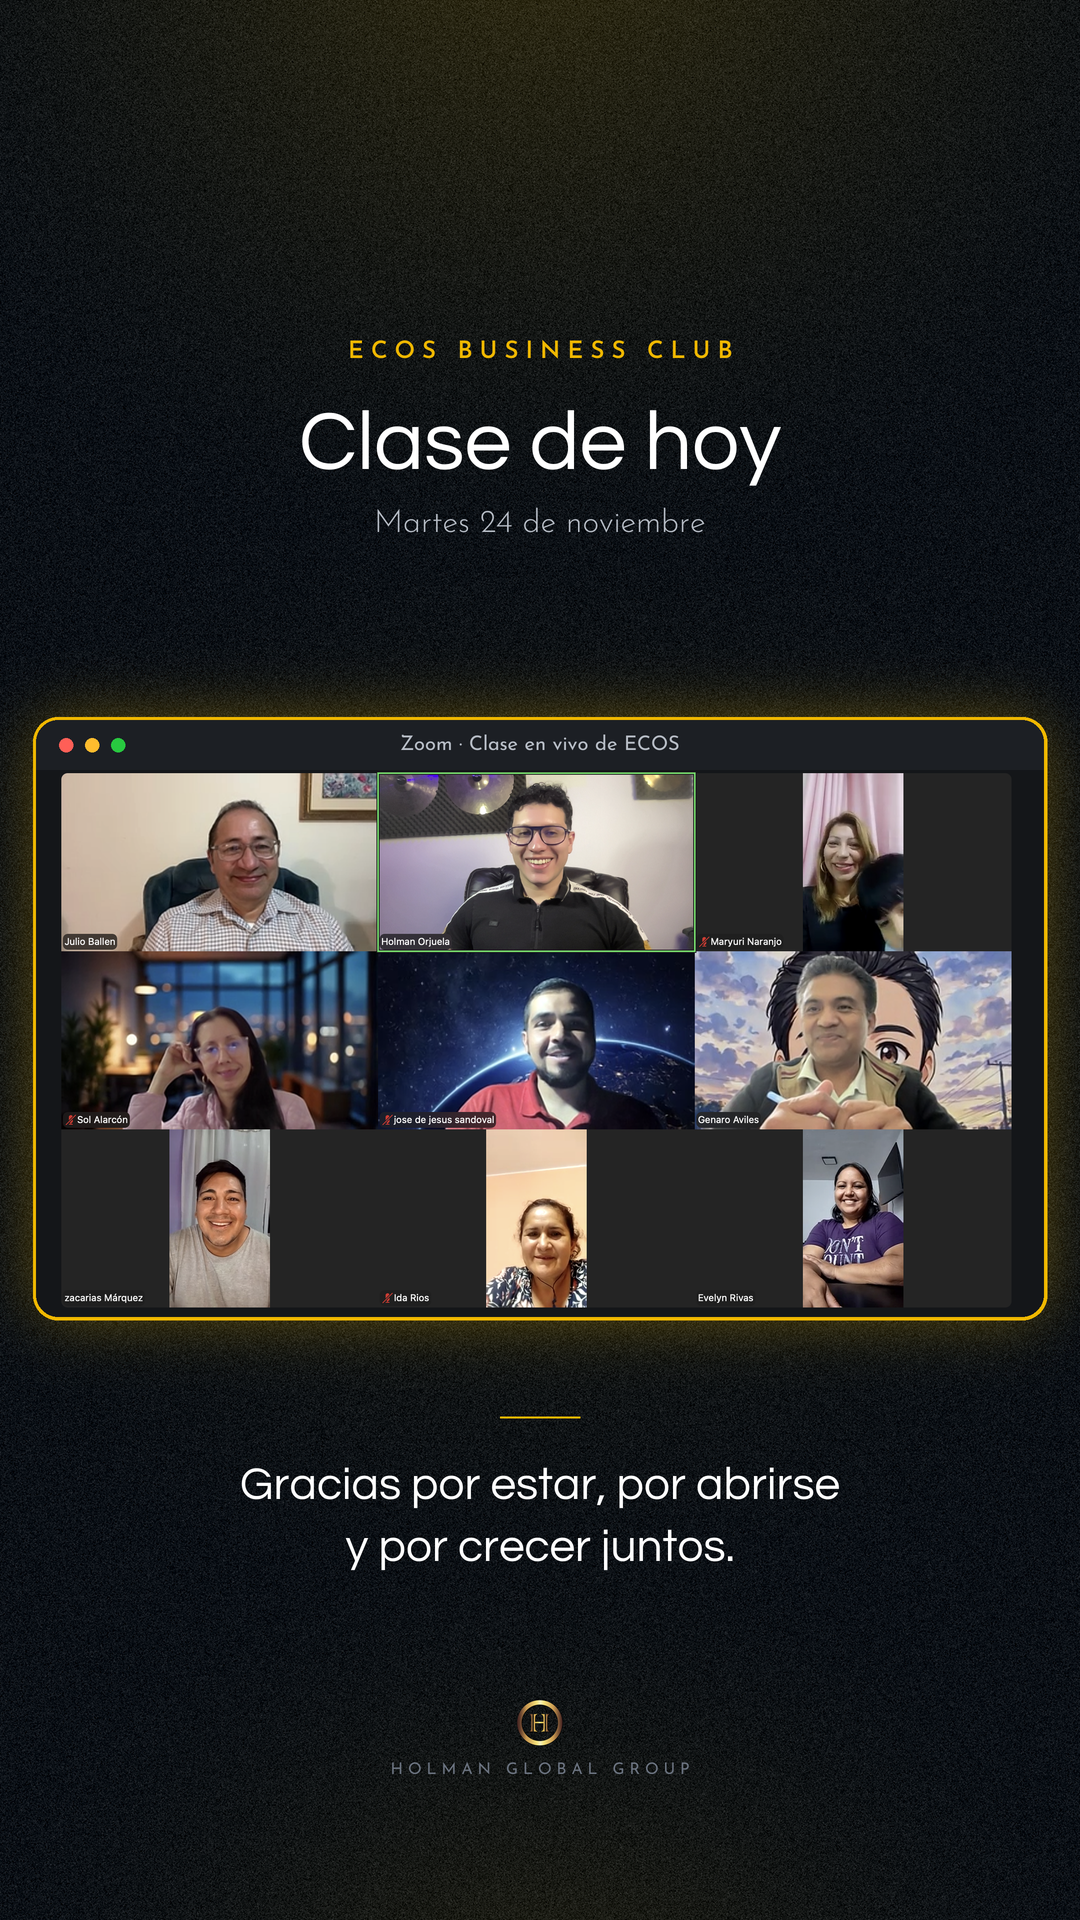 ECOS BUSINESS CLUB
Clase de hoy
Martes 24 de noviembre
Zoom · Clase en vivo de ECOS
Julio Ballen
Holman Orjuela
Maryuri Naranjo
Sol Alarcón
jose de jesus sandoval
Genaro Aviles
zacarias Márquez
Ida Rios
Evelyn Rivas
Gracias por estar, por abrirse
y por crecer juntos.
H
HOLMAN GLOBAL GROUP